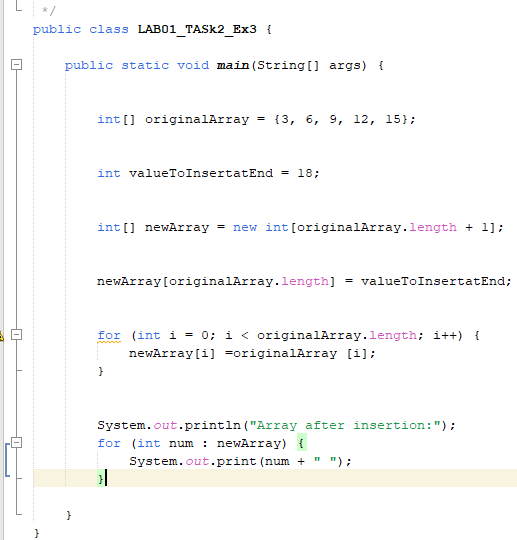 */
public class LAB01_TASk2_Ex3 {
public static void main(String[] args) {
int[] originalArray = {3, 6, 9, 12, 15};
int valueToInsertatEnd = 18;
int[] newArray = new int[originalArray.length + 1];
newArray[originalArray.length] = valueToInsertatEnd;
for (int i = 0; i < originalArray.length; i++) {
newArray[i] =originalArray [i];
}
System.out.println("Array after insertion:");
for (int num : newArray) {
System.out.print(num + " ");
}
}
}